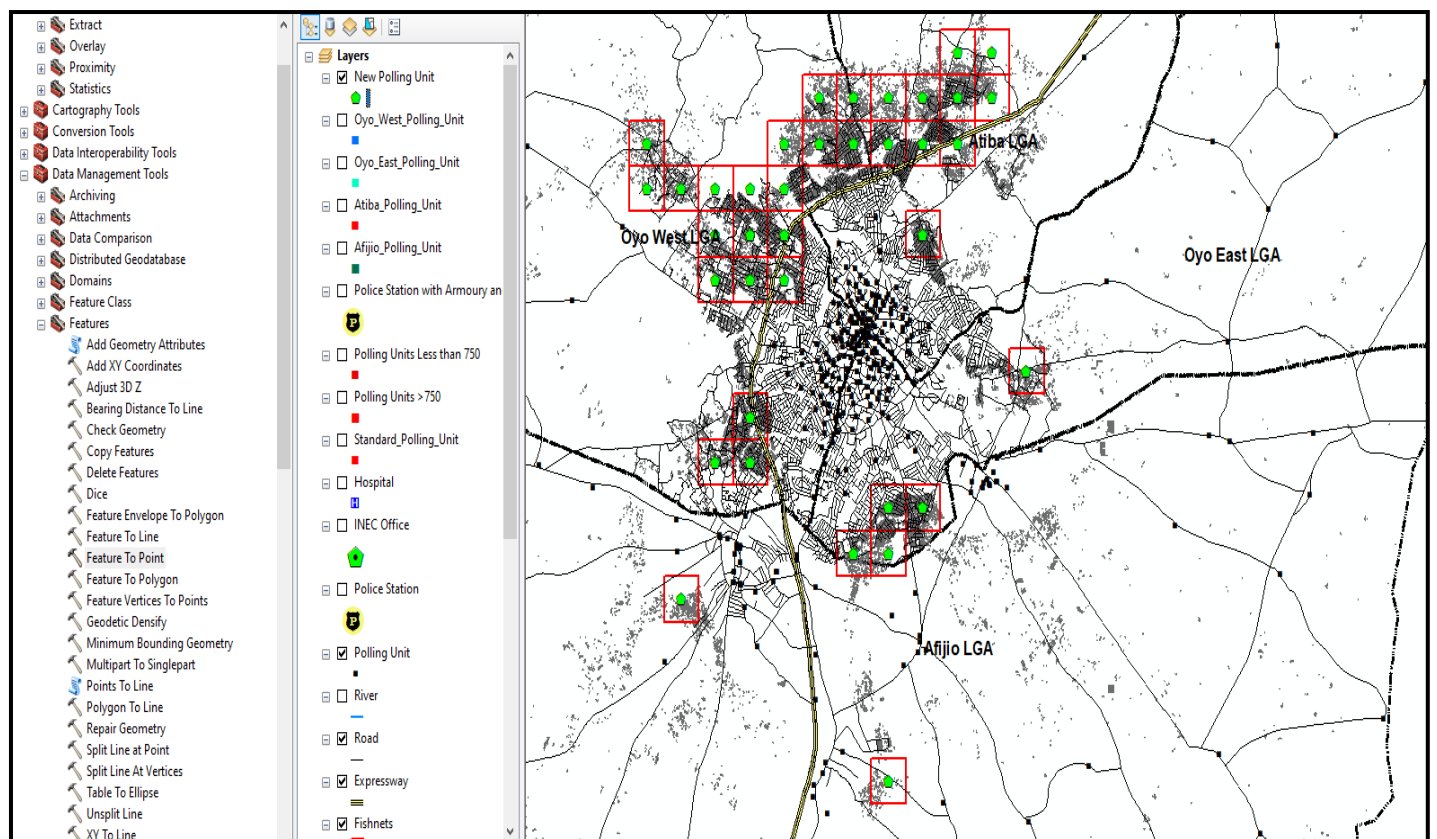 Extract
Overlay
Proximity
Statistics
Cartography Tools
Conversion Tools
Data Interoperability Tools
Data Management Tools
Archiving
Attachments
Data Comparison
Distributed Geodatabase
Domains
Feature Class
Features
Add Geometry Attributes
Add XY Coordinates
Adjust 3D Z
Bearing Distance To Line
Check Geometry
Copy Features
Delete Features
Dice
Feature Envelope To Polygon
Feature To Line
Feature To Point
Feature To Polygon
Feature Vertices To Points
Geodetic Densify
Minimum Bounding Geometry
Multipart To Singlepart
Points To Line
Polygon To Line
Repair Geometry
Split Line at Point
Split Line At Vertices
Table To Ellipse
Unsplit Line
XY To Line
Layers
New Polling Unit
Oyo_West_Polling_Unit
Oyo_East_Polling_Unit
Atiba_Polling_Unit
Afijio_Polling_Unit
Police Station with Armoury an
P
Polling Units Less than 750
Polling Units >750
Standard_Polling_Unit
Hospital
H
INEC Office
Police Station
P
Polling Unit
River
Road
Expressway
Fishnets
Atiba LGA
Oyo West LGA
Oyo East LGA
Afijio LGA